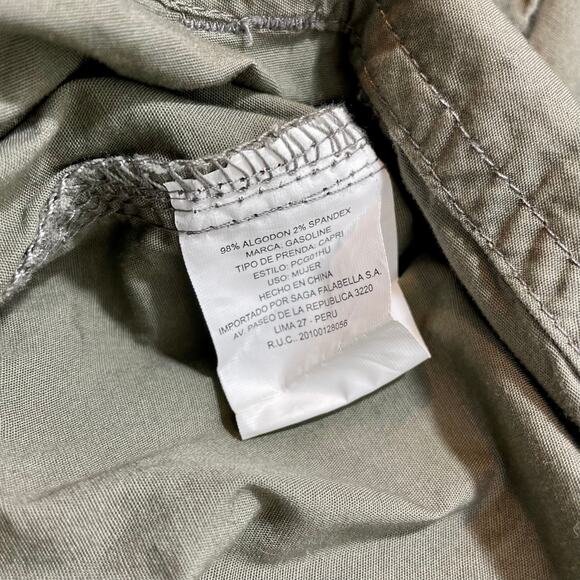 98% ALGODON 2% SPANDEX
MARCA: GASOLINE
TIPO DE PRENDA: CAPRI
ESTILO: PCG01HU
USO: MUJER
HECHO EN CHINA
IMPORTADO POR SAGA FALABELLA S.A.
AV. PASEO DE LA REPUBLICA 3220
LIMA 27 - PERU
R.U.C.: 20100128056